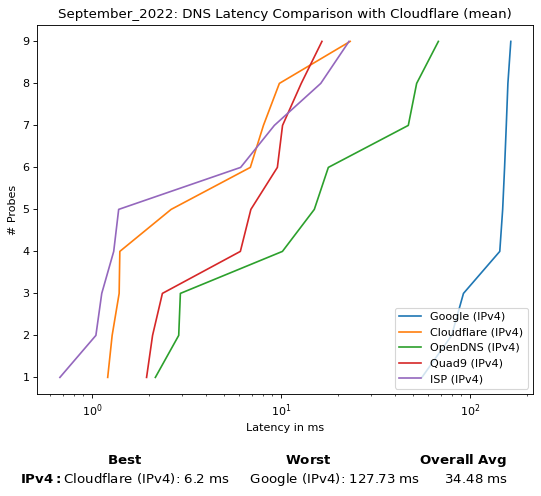 September_2022: DNS Latency Comparison with Cloudflare (mean)
9
8
7
6
5
4
3
2
1
# Probes
Google (IPv4)
Cloudflare (IPv4)
OpenDNS (IPv4)
Quad9 (IPv4)
ISP (IPv4)
10⁰ 10¹ 10²
Latency in ms
Best Worst Overall Avg
IPv4: Cloudflare (IPv4): 6.2 ms Google (IPv4): 127.73 ms 34.48 ms